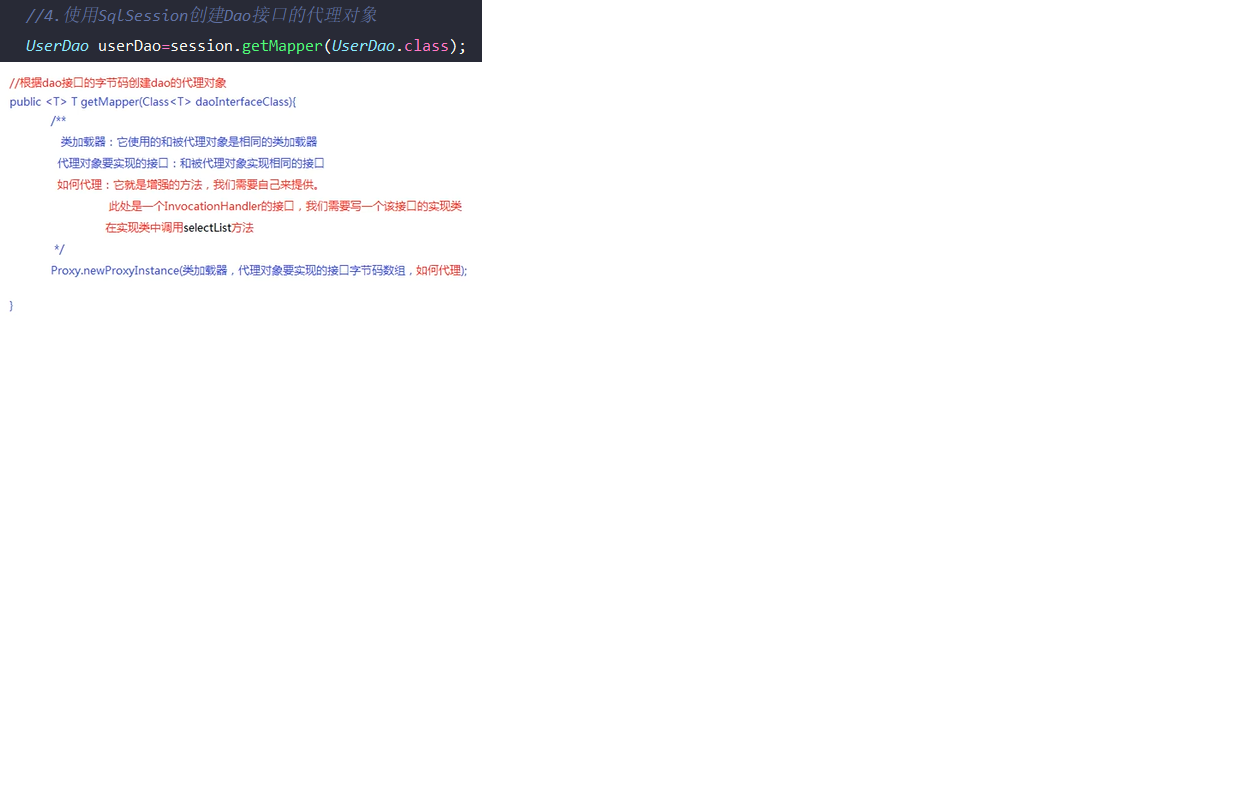 //4.使用SqlSession创建Dao接口的代理对象
UserDao userDao=session.getMapper(UserDao.class);
//根据dao接口的字节码创建dao的代理对象
public <T> T getMapper(Class<T> daoInterfaceClass){
/**
类加载器：它使用的和被代理对象是相同的类加载器
代理对象要实现的接口：和被代理对象实现相同的接口
如何代理：它就是增强的方法，我们需要自己来提供。
此处是一个InvocationHandler的接口，我们需要写一个该接口的实现类
在实现类中调用selectList方法
*/
Proxy.newProxyInstance(类加载器，代理对象要实现的接口字节码数组，如何代理);
}